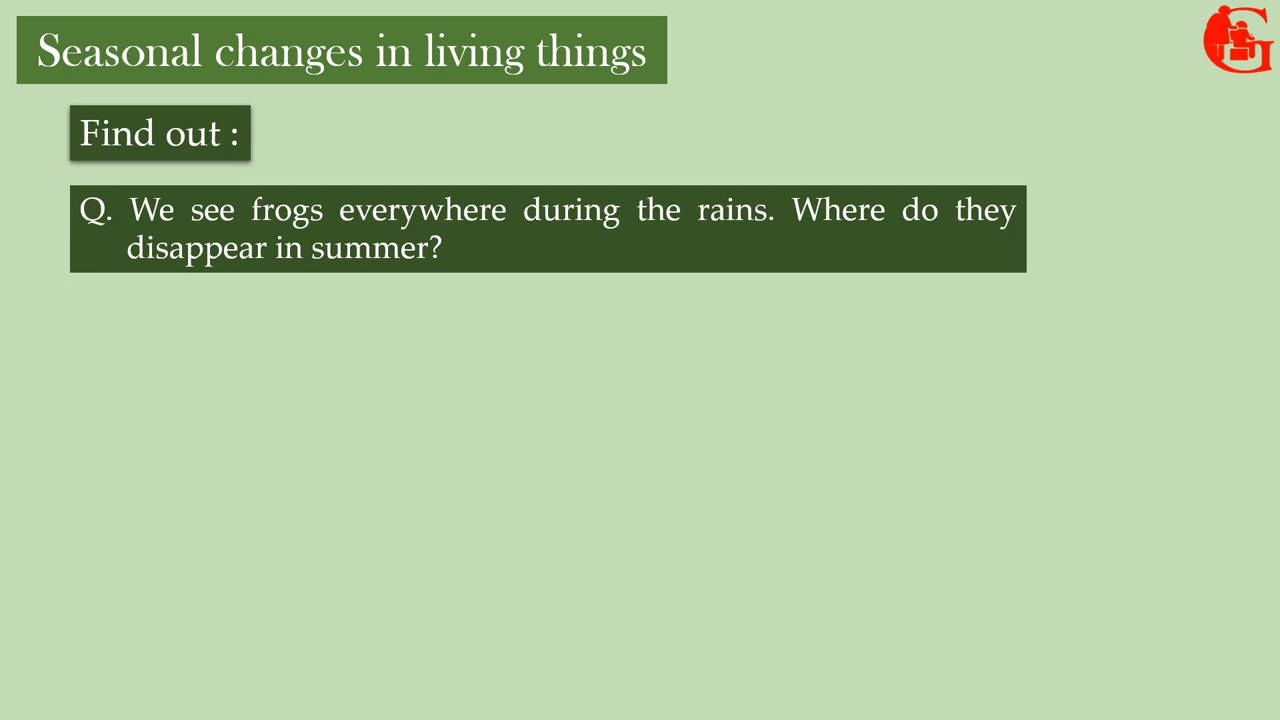 Seasonal changes in living things
Find out :
Q. We see frogs everywhere during the rains. Where do they
disappear in summer?